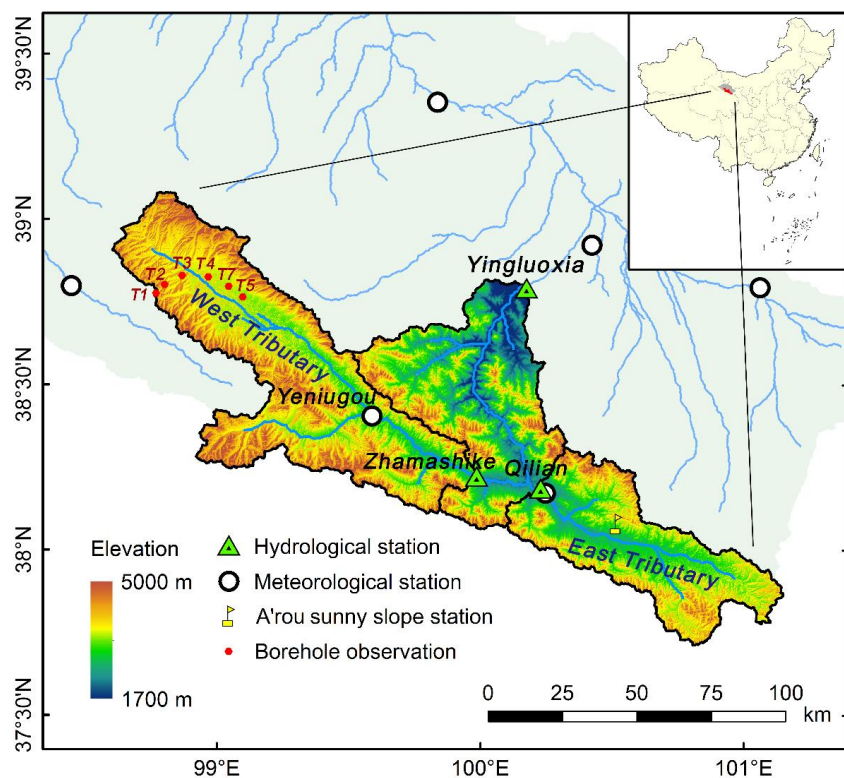 39°30'N
39°N
38°30'N
38°N
37°30'N
99°E
100°E
101°E
T1
T2
T3
T4
T7
T5
West Tributary
Yingluoxia
Yeniugou
Zhamashike
Qilian
East Tributary
Elevation
5000 m
1700 m
Hydrological station
Meteorological station
A'rou sunny slope station
Borehole observation
0 25 50 75 100
km